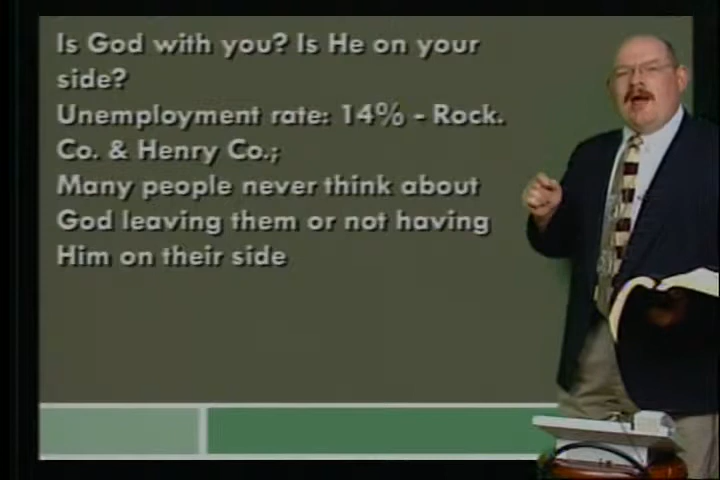 Is God with you? Is He on your
side?
Unemployment rate: 14% - Rock.
Co. & Henry Co.;
Many people never think about
God leaving them or not having
Him on their side